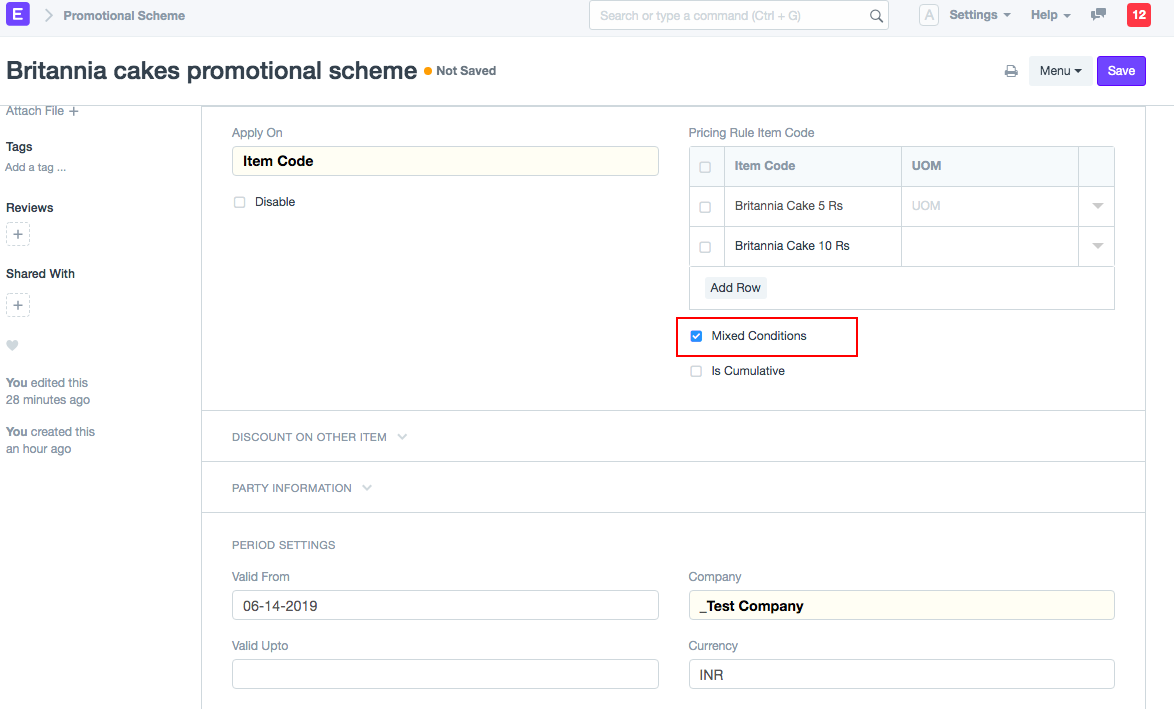 E Promotional Scheme Search or type a command (Ctrl + G) A Settings Help 12
Britannia cakes promotional scheme Not Saved Menu Save
Attach File +
Tags
Add a tag ...
Reviews
+
Shared With
+
You edited this
28 minutes ago
You created this
an hour ago
Apply On
Item Code
Disable
Pricing Rule Item Code
Item Code UOM
Britannia Cake 5 Rs UOM
Britannia Cake 10 Rs
Add Row
Mixed Conditions
Is Cumulative
DISCOUNT ON OTHER ITEM
PARTY INFORMATION
PERIOD SETTINGS
Valid From
06-14-2019
Valid Upto
Company
_Test Company
Currency
INR